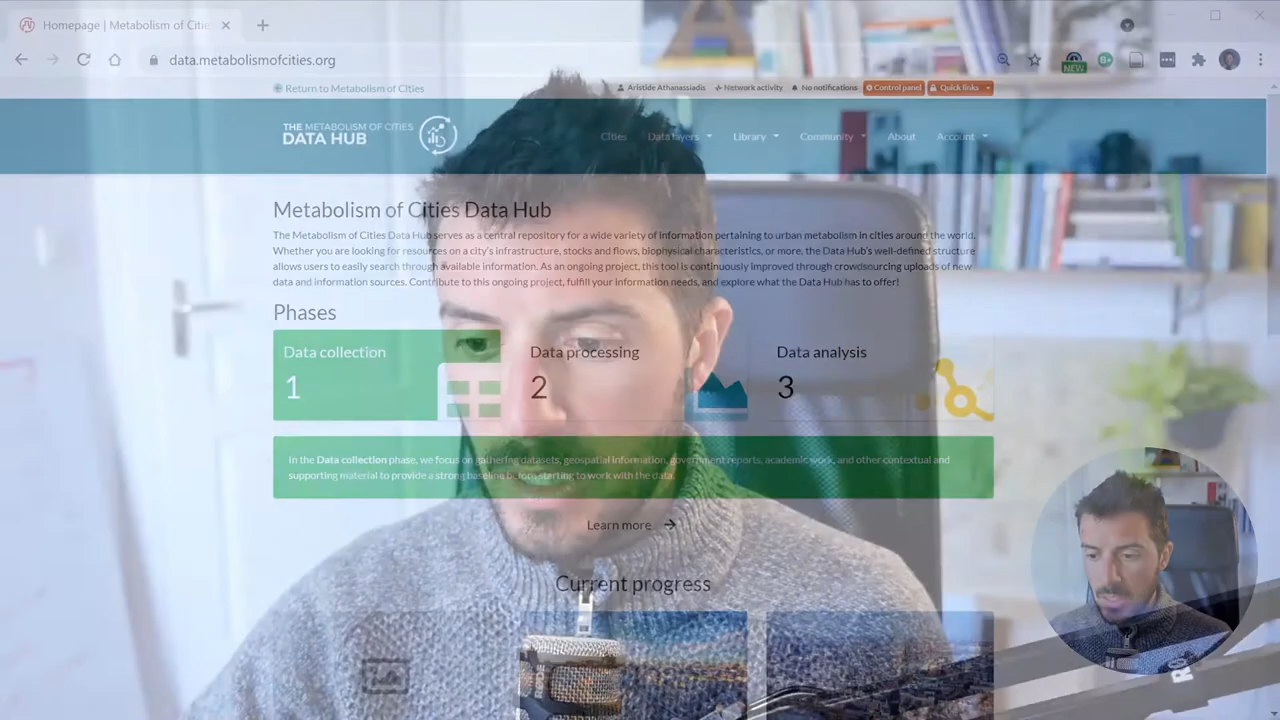 Homepage | Metabolism of Citie
data.metabolismofcities.org
NEW
Return to Metabolism of Cities
Aristide Athanassiadis
Network activity
No notifications
Control panel
Quick links
THE METABOLISM OF CITIES
DATA HUB
Cities
Data layers
Library
Community
About
Account
Metabolism of Cities Data Hub
The Metabolism of Cities Data Hub serves as a central repository for a wide variety of information pertaining to urban metabolism in cities around the world.
Whether you are looking for resources on a city's infrastructure, stocks and flows, biophysical characteristics, or more, the Data Hub's well-defined structure
allows users to easily search through available information. As an ongoing project, this tool is continuously improved through crowdsourcing uploads of new
data and information sources. Contribute to this ongoing project, fulfill your information needs, and explore what the Data Hub has to offer!
Phases
Data collection
1
Data processing
2
Data analysis
3
In the Data collection phase, we focus on gathering datasets, geospatial information, government reports, academic work, and other contextual and
supporting material to provide a strong baseline before starting to work with the data.
Learn more →
Current progress
RØDE